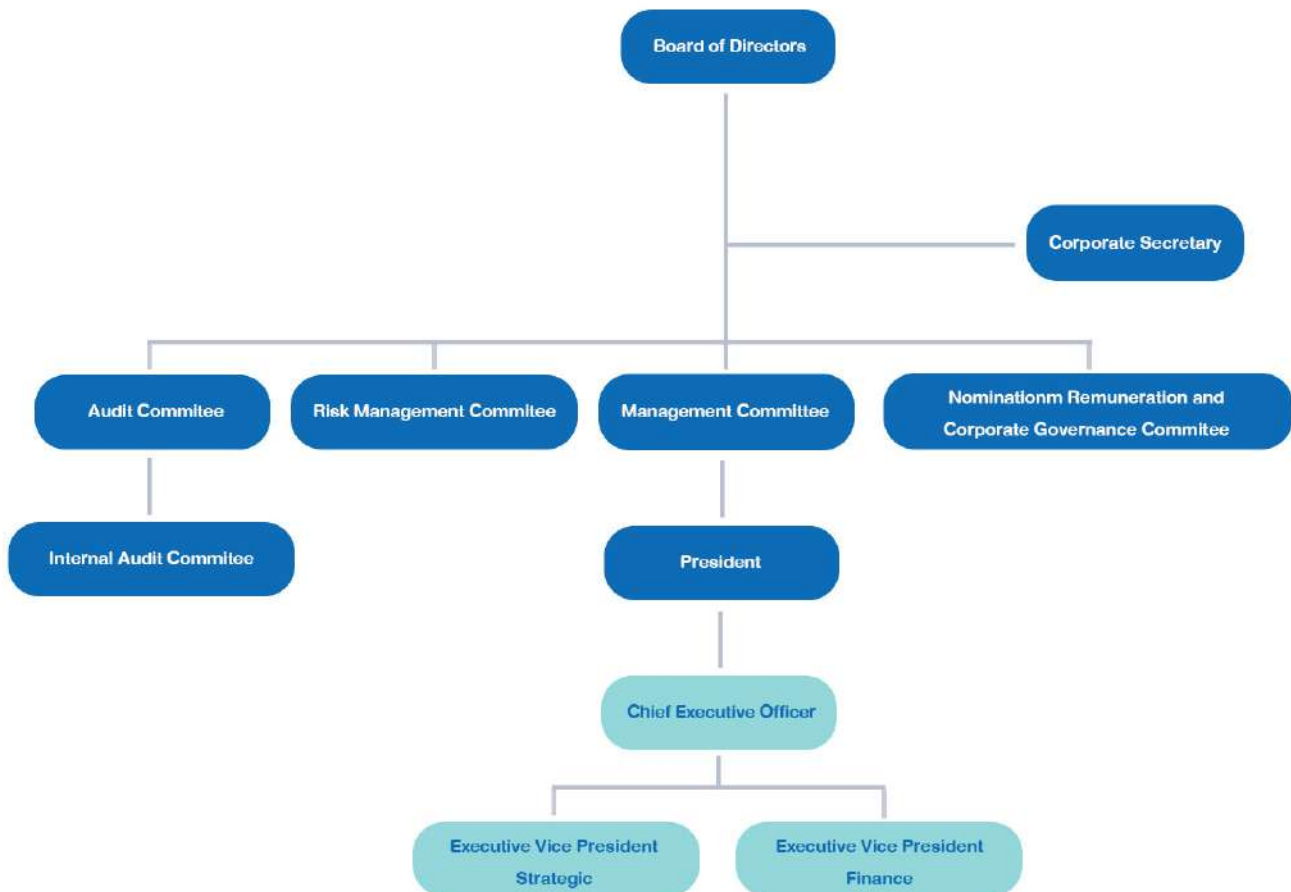 Board of Directors
Corporate Secretary
Audit Commitee
Risk Management Commitee
Management Committee
Nominationm Remuneration and
Corporate Governance Commitee
Internal Audit Commitee
President
Chief Executive Officer
Executive Vice President
Strategic
Executive Vice President
Finance